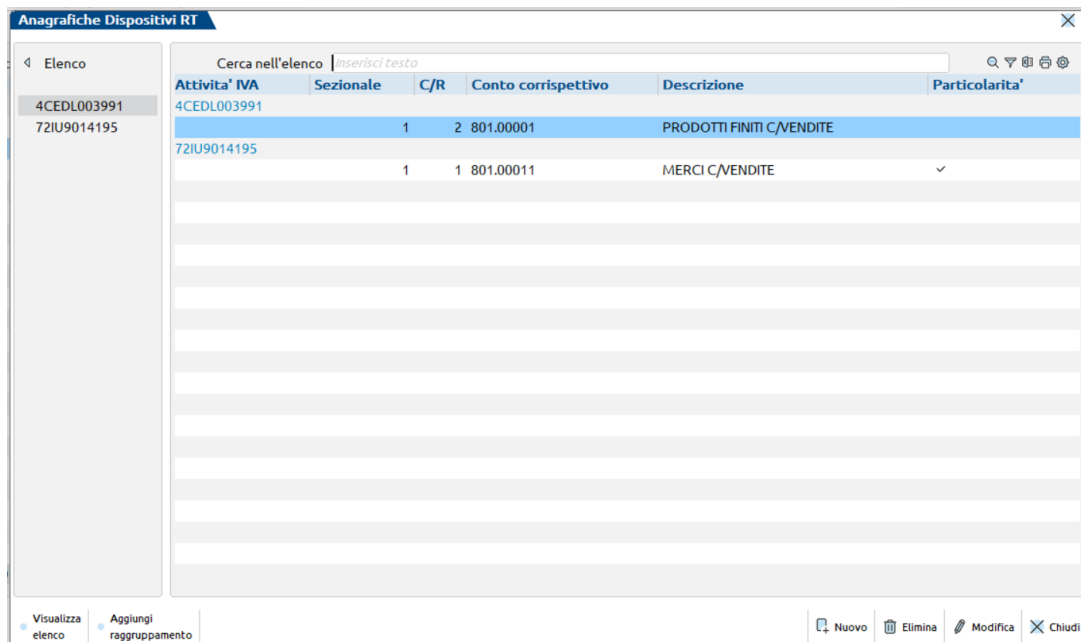 Anagrafiche Dispositivi RT
Elenco
Cerca nell'elenco Inserisci testo
Attivita' IVA Sezionale C/R Conto corrispettivo Descrizione Particolarita'
4CEDL003991
72IU9014195
4CEDL003991
1 2 801.00001 PRODOTTI FINITI C/VENDITE
72IU9014195
1 1 801.00011 MERCI C/VENDITE
Visualizza elenco
Aggiungi raggruppamento
Nuovo Elimina Modifica Chiudi